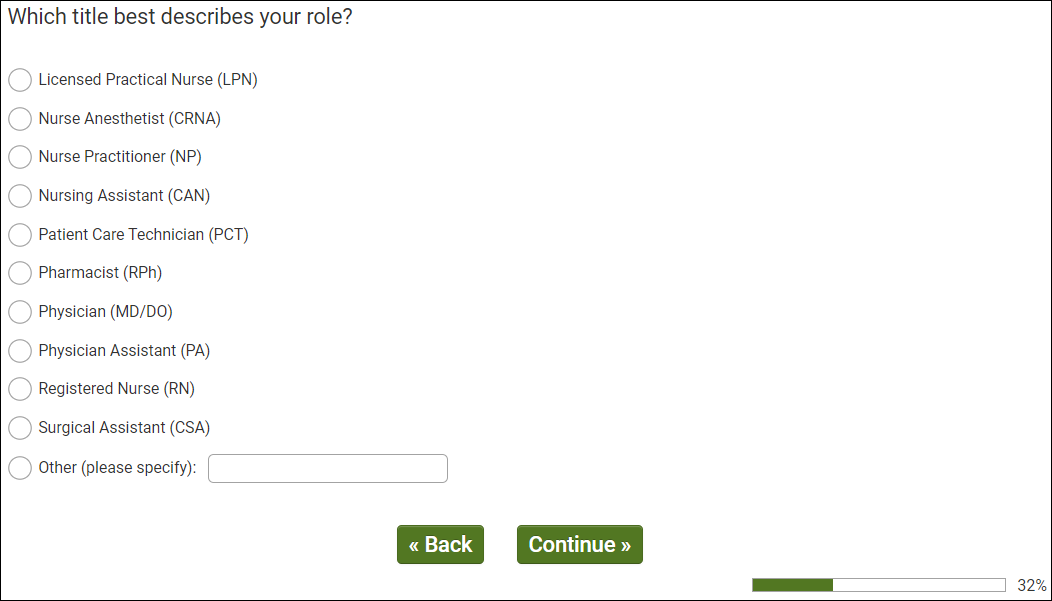 Which title best describes your role?
Licensed Practical Nurse (LPN)
Nurse Anesthetist (CRNA)
Nurse Practitioner (NP)
Nursing Assistant (CAN)
Patient Care Technician (PCT)
Pharmacist (RPh)
Physician (MD/DO)
Physician Assistant (PA)
Registered Nurse (RN)
Surgical Assistant (CSA)
Other (please specify):
« Back Continue »
32%